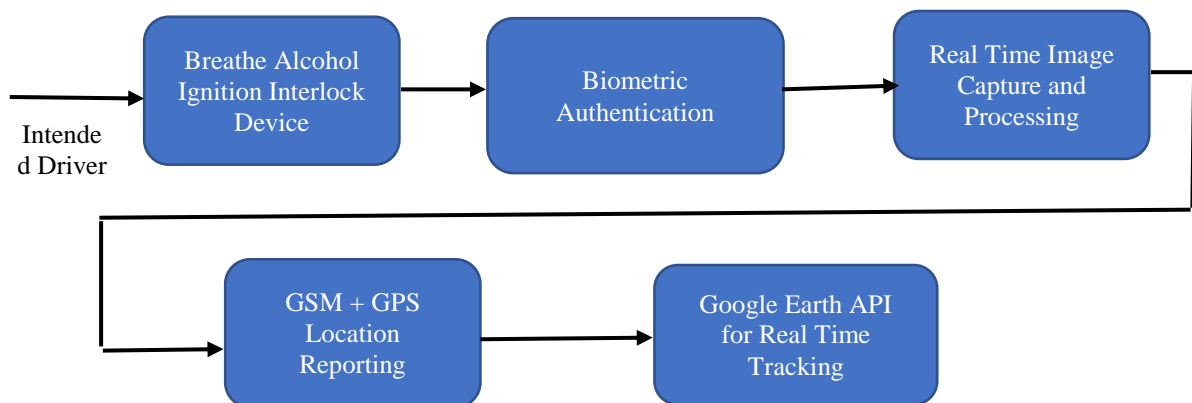 Breathe Alcohol
Ignition Interlock
Device
Biometric
Authentication
Real Time Image
Capture and
Processing
Intende
d Driver
GSM + GPS
Location
Reporting
Google Earth API
for Real Time
Tracking